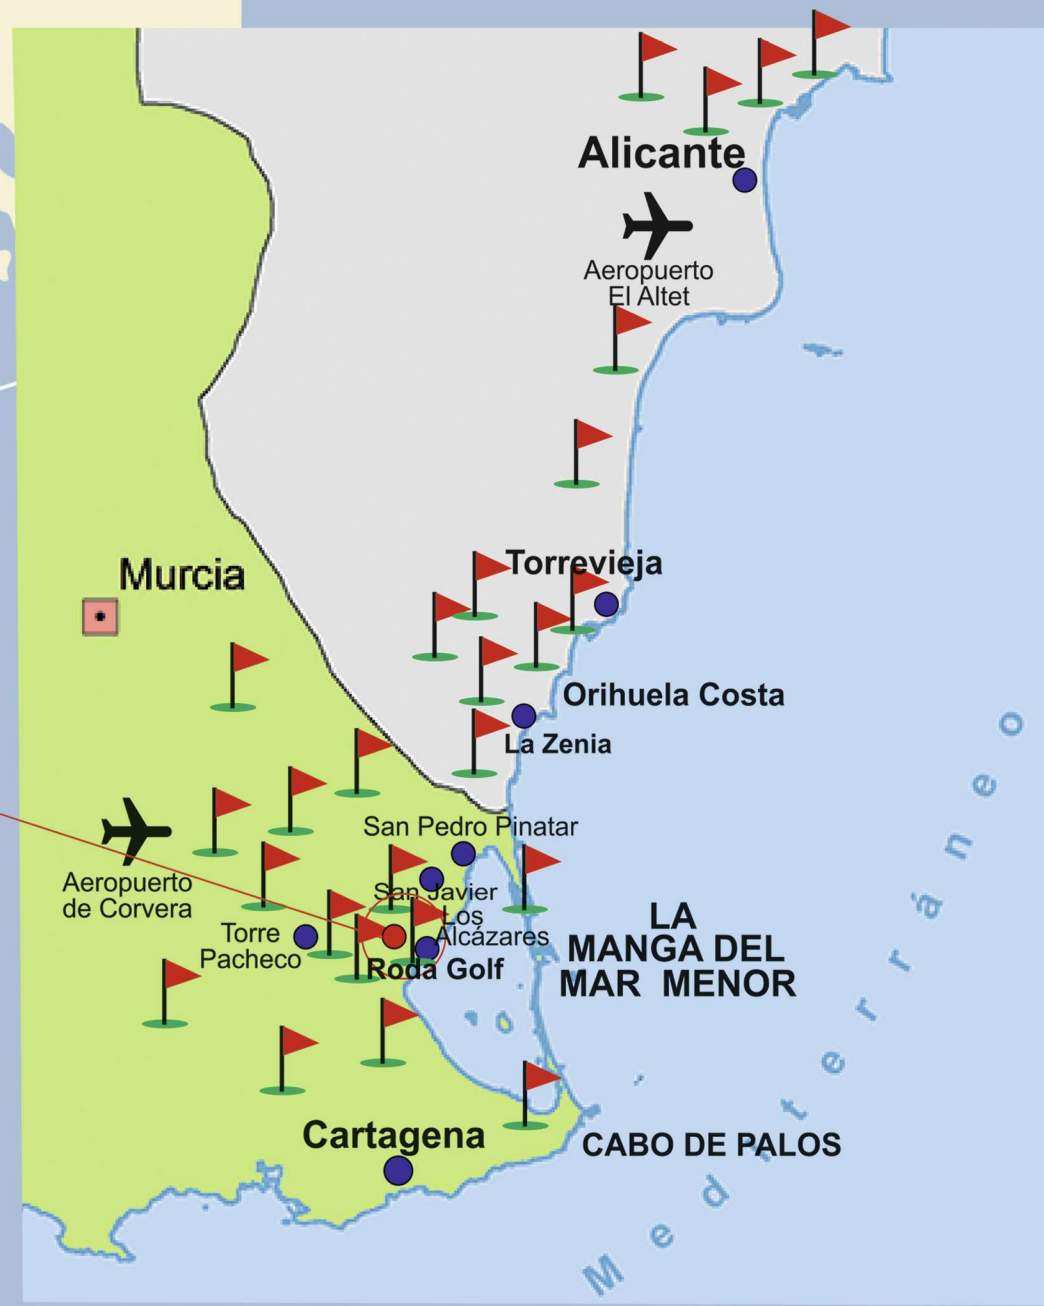 Alicante
Aeropuerto
El Altet
Torrevieja
Murcia
Orihuela Costa
La Zenia
San Pedro Pinatar
San Javier
Aeropuerto
de Corvera
Los
Alcázares
Torre
Pacheco
Roda Golf
LA
MANGA DEL
MAR MENOR
Cartagena
CABO DE PALOS
Mediterráneo